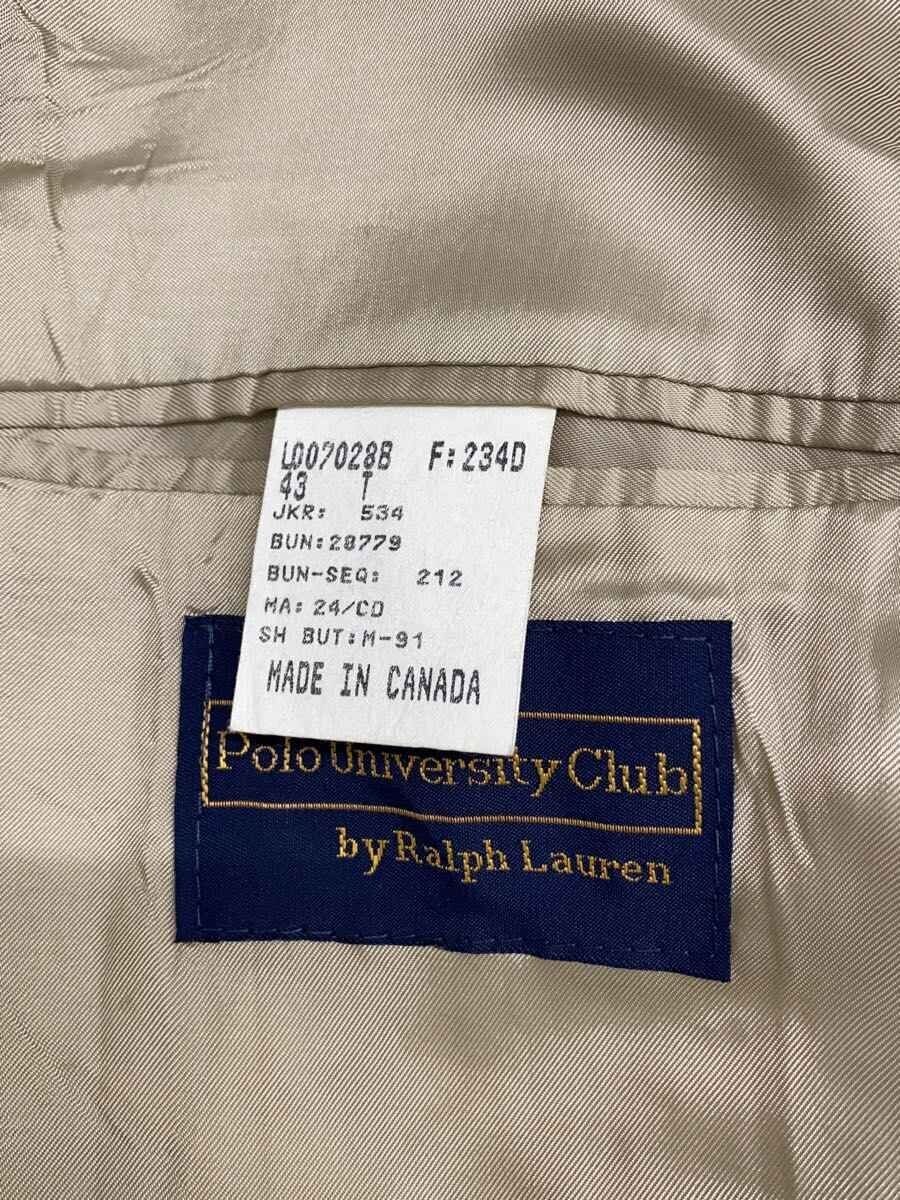 LD07028B F:234D
43 T
JKR: 534
BUN:28779
BUN-SEQ: 212
MA: 24/CD
SH BUT:M-91
MADE IN CANADA
Polo University Club
by Ralph Lauren